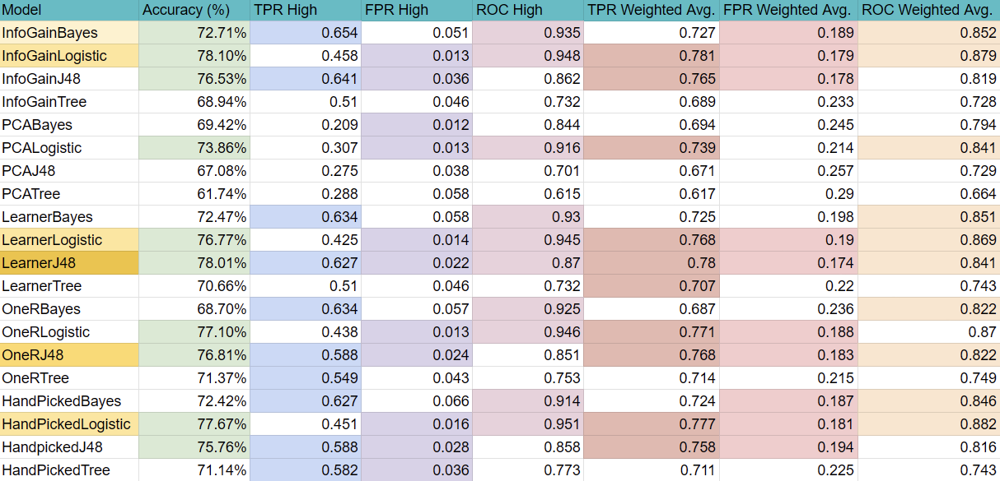 Model Accuracy (%) TPR High FPR High ROC High TPR Weighted Avg. FPR Weighted Avg. ROC Weighted Avg.
InfoGainBayes 72.71% 0.654 0.051 0.935 0.727 0.189 0.852
InfoGainLogistic 78.10% 0.458 0.013 0.948 0.781 0.179 0.879
InfoGainJ48 76.53% 0.641 0.036 0.862 0.765 0.178 0.819
InfoGainTree 68.94% 0.51 0.046 0.732 0.689 0.233 0.728
PCABayes 69.42% 0.209 0.012 0.844 0.694 0.245 0.794
PCALogistic 73.86% 0.307 0.013 0.916 0.739 0.214 0.841
PCAJ48 67.08% 0.275 0.038 0.701 0.671 0.257 0.729
PCATree 61.74% 0.288 0.058 0.615 0.617 0.29 0.664
LearnerBayes 72.47% 0.634 0.058 0.93 0.725 0.198 0.851
LearnerLogistic 76.77% 0.425 0.014 0.945 0.768 0.19 0.869
LearnerJ48 78.01% 0.627 0.022 0.87 0.78 0.174 0.841
LearnerTree 70.66% 0.51 0.046 0.732 0.707 0.22 0.743
OneRBayes 68.70% 0.634 0.057 0.925 0.687 0.236 0.822
OneRLogistic 77.10% 0.438 0.013 0.946 0.771 0.188 0.87
OneRJ48 76.81% 0.588 0.024 0.851 0.768 0.183 0.822
OneRTree 71.37% 0.549 0.043 0.753 0.714 0.215 0.749
HandPickedBayes 72.42% 0.627 0.066 0.914 0.724 0.187 0.846
HandPickedLogistic 77.67% 0.451 0.016 0.951 0.777 0.181 0.882
HandpickedJ48 75.76% 0.588 0.028 0.858 0.758 0.194 0.816
HandPickedTree 71.14% 0.582 0.036 0.773 0.711 0.225 0.743